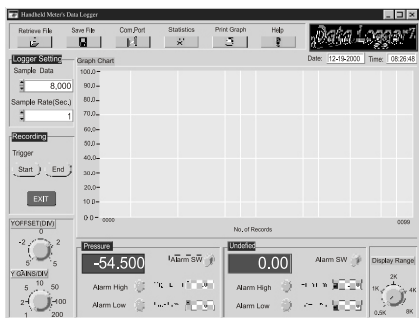 Handheld Meter's Data Logger
Retrieve File Save File Com.Port Statistics Print Graph Help
Data Logger
Logger Setting Graph Chart Date: 12-19-2000 Time: 08:26:48
Sample Data
8,000
Sample Rate(Sec,)
1
Recording
Trigger
Start End
EXIT
100.0
90.0
80.0
70.0
60.0
50.0
40.0
30.0
20.0
0 0
0000 0099
No, of Records
YOFFSET(DIV)
0
-2 2
-5 5
Y GAINS/DIV
5 10 50
2 100
200
Pressure
-54.500 Alarm SW
Alarm High
Alarm Low
Undefied
0.00 Alarm SW
Alarm High
Alarm Low
Display Range
2K
1K 4K
0.5K 8K